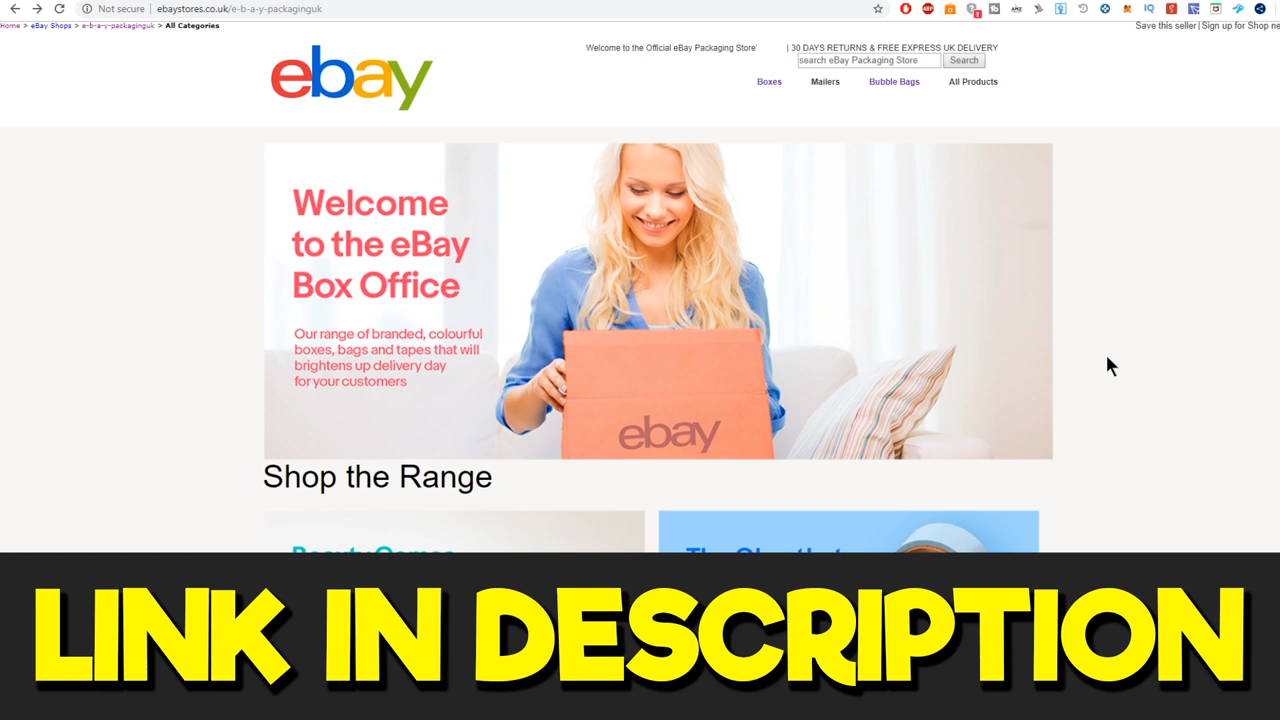 Not secure | ebaystores.co.uk/e-b-a-y-packaginguk
Home > eBay Shops > e-b-a-y-packaginguk > All Categories
Save this seller | Sign up for Shop ne
ebay
Welcome to the Official eBay Packaging Store' | 30 DAYS RETURNS & FREE EXPRESS UK DELIVERY
search eBay Packaging Store Search
Boxes Mailers Bubble Bags All Products
Welcome
to the eBay
Box Office
Our range of branded, colourful
boxes, bags and tapes that will
brightens up delivery day
for your customers
ebay
Shop the Range
LINK IN DESCRIPTION